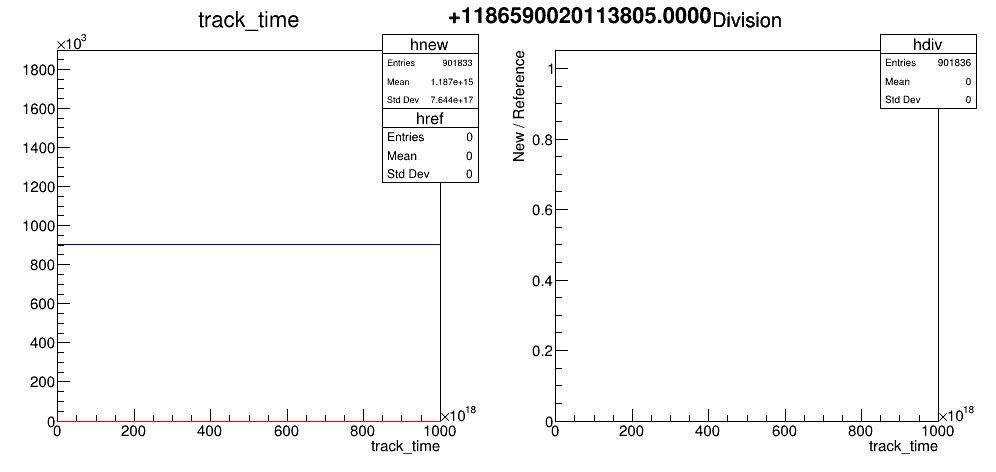 track_time
+1186590020113805.0000
Division
×10³
1800
1600
1400
1200
1000
800
600
400
200
0
0 200 400 600 800 1000
×10¹⁸
track_time
hnew
Entries 901833
Mean 1.187e+15
Std Dev 7.644e+17
href
Entries 0
Mean 0
Std Dev 0
New / Reference
1
0.8
0.6
0.4
0.2
0
0 200 400 600 800 1000
×10¹⁸
track_time
hdiv
Entries 901836
Mean 0
Std Dev 0